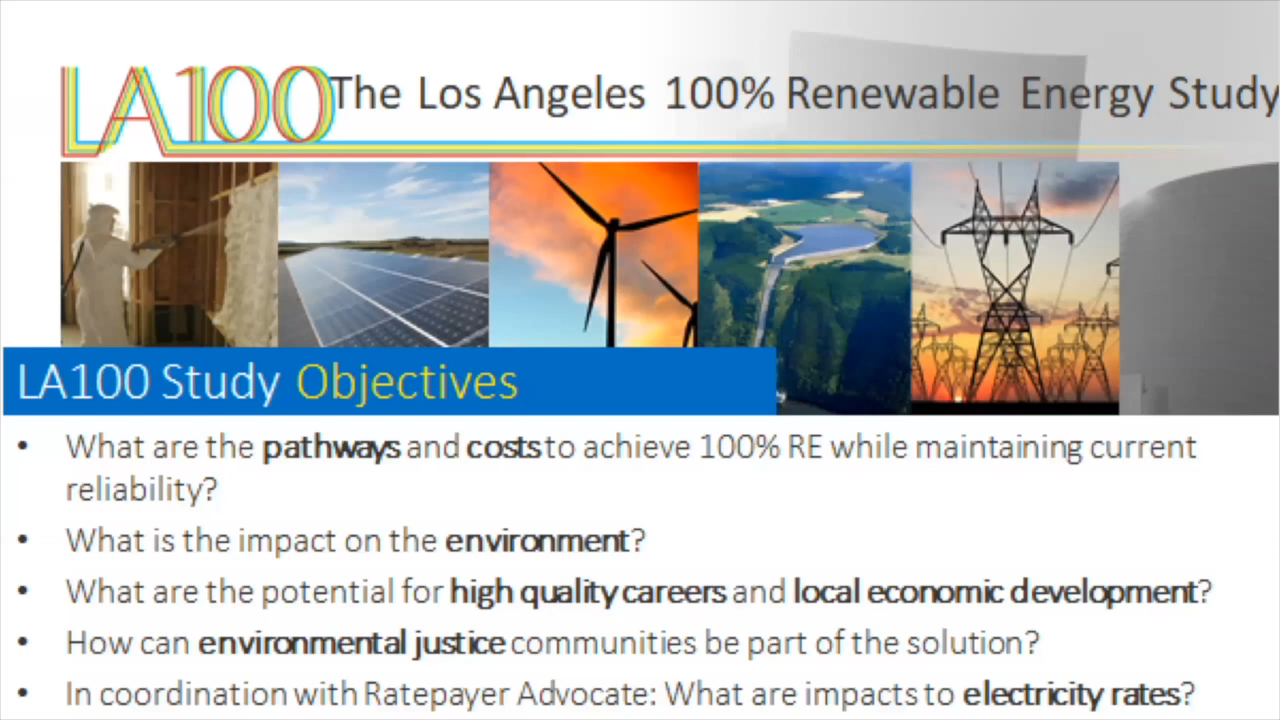 LA100 The Los Angeles 100% Renewable Energy Study
LA100 Study Objectives
• What are the pathways and costs to achieve 100% RE while maintaining current
reliability?
• What is the impact on the environment?
• What are the potential for high quality careers and local economic development?
• How can environmental justice communities be part of the solution?
• In coordination with Ratepayer Advocate: What are impacts to electricity rates?